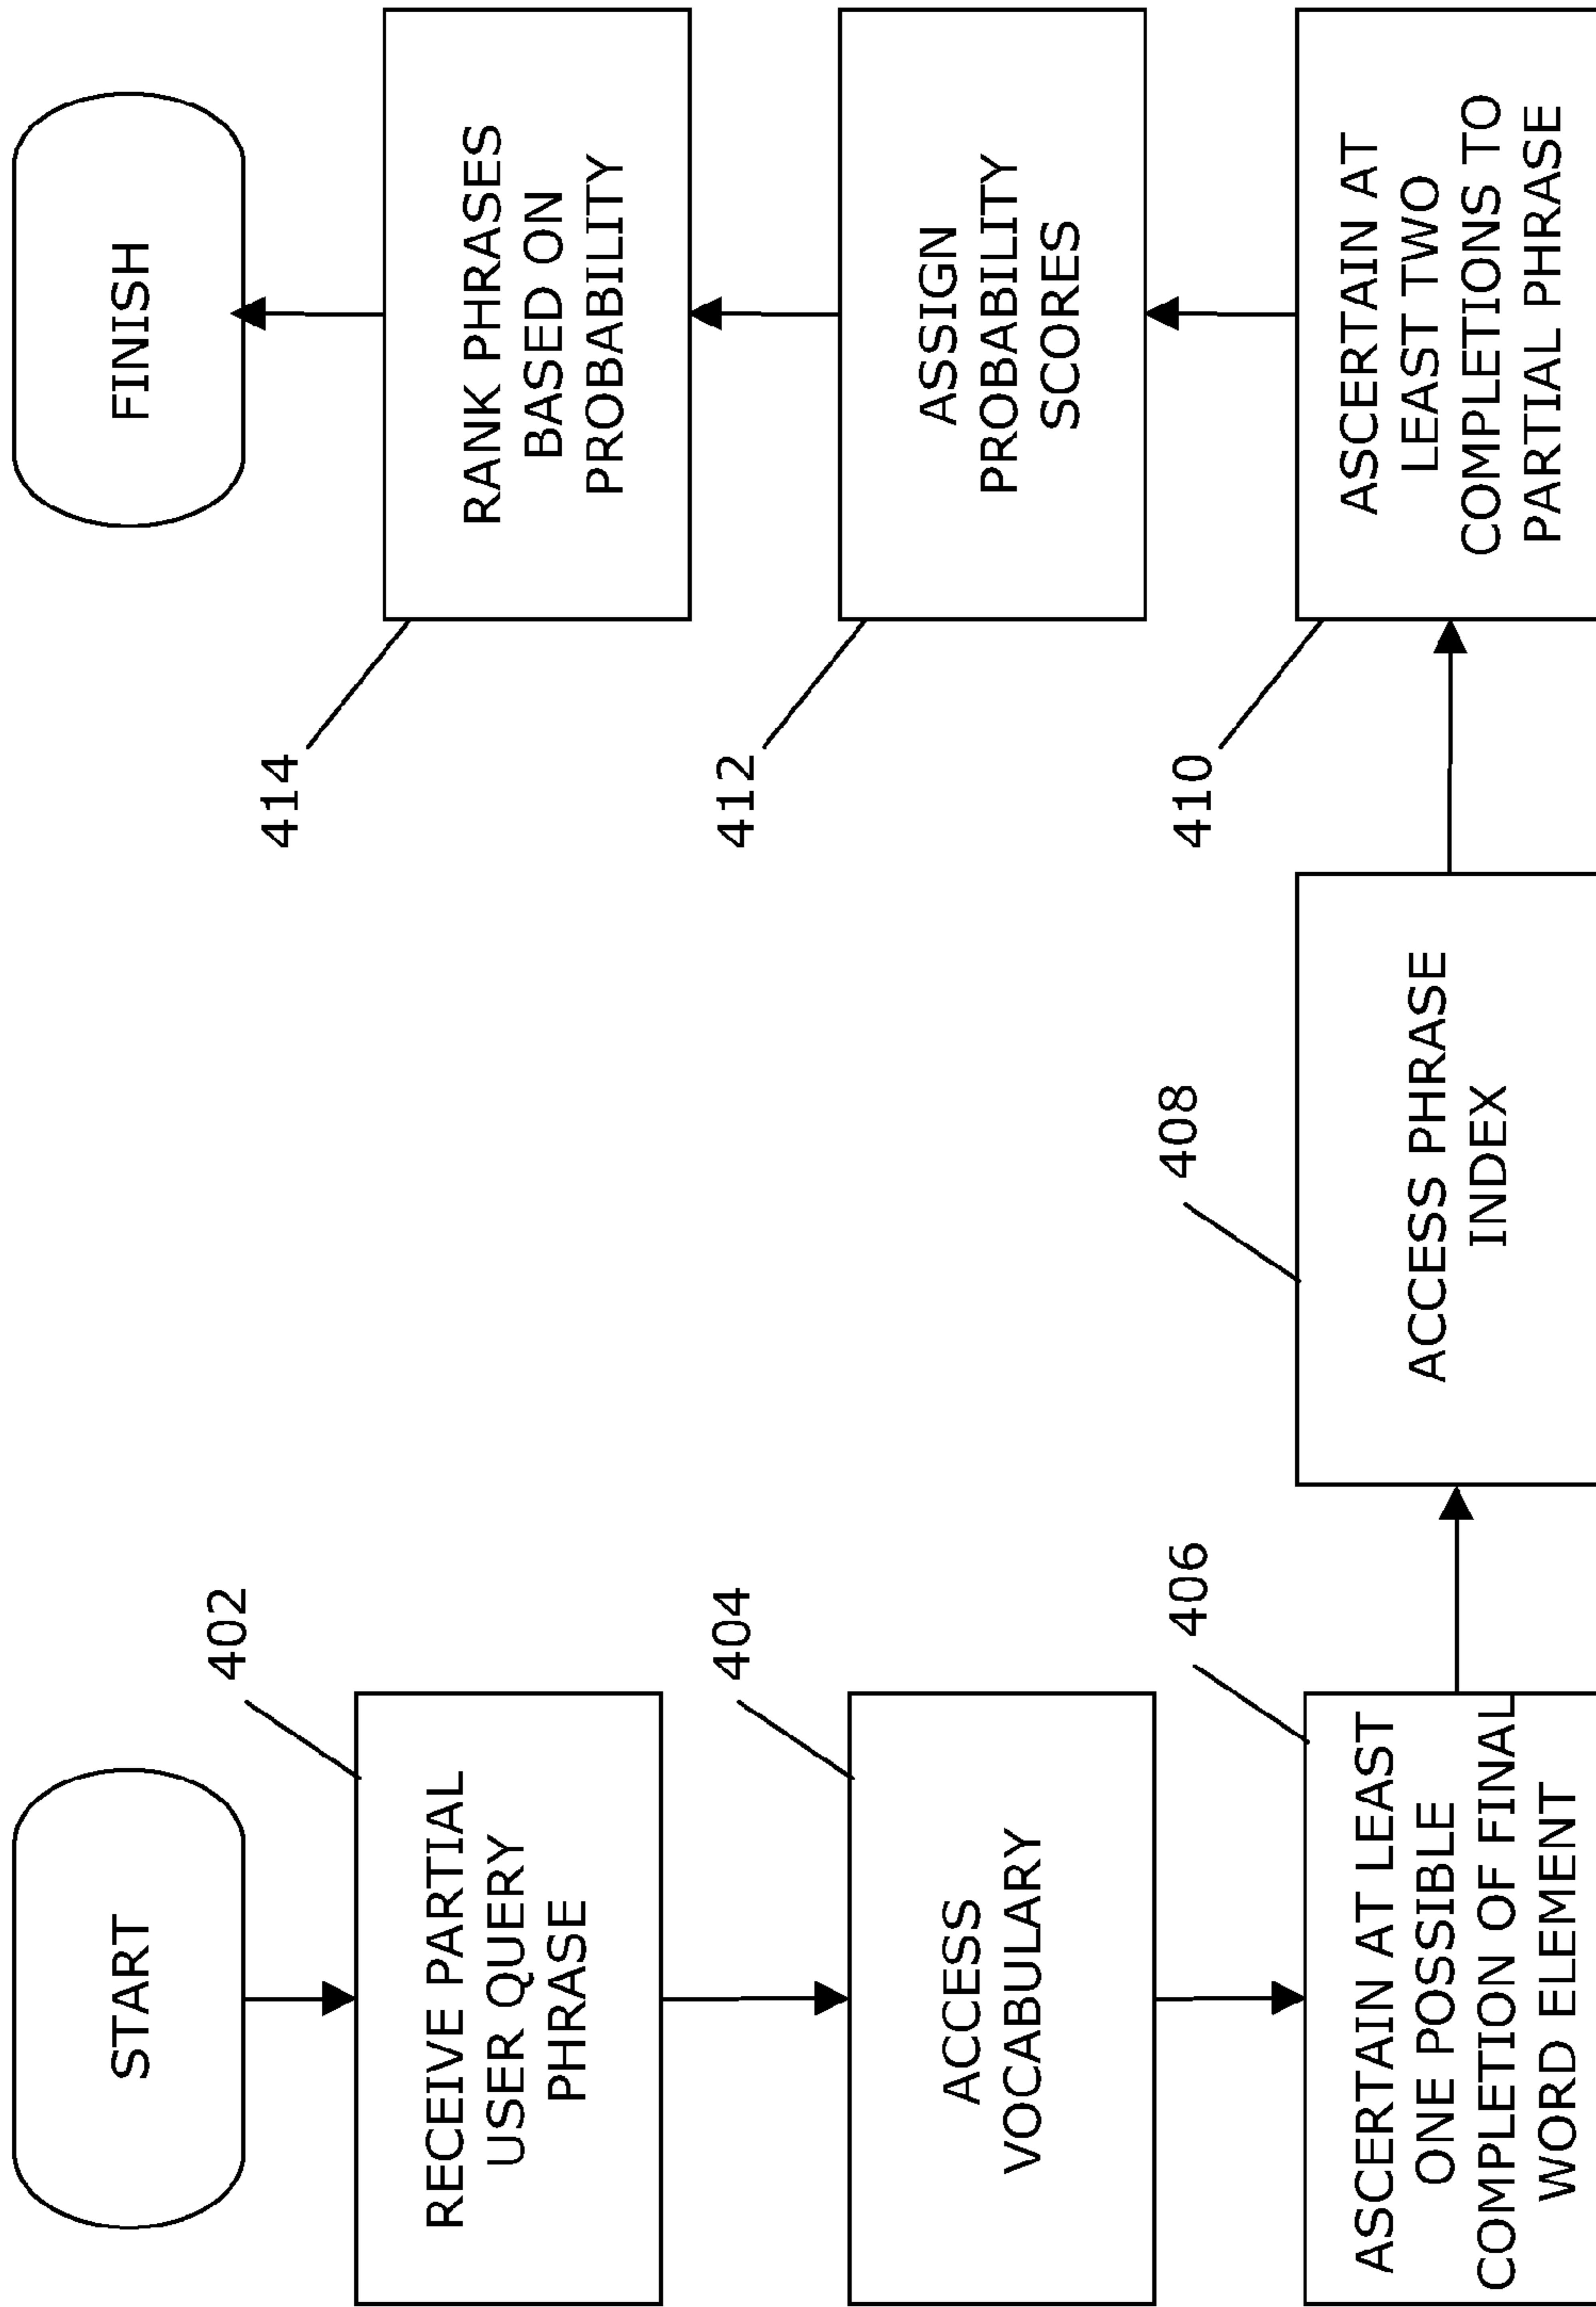 START
402
RECEIVE PARTIAL
USER QUERY
PHRASE
404
ACCESS
VOCABULARY
406
ASCERTAIN AT LEAST
ONE POSSIBLE
COMPLETION OF FINAL
WORD ELEMENT
408
ACCESS PHRASE
INDEX
410
ASCERTAIN AT
LEAST TWO
COMPLETIONS TO
PARTIAL PHRASE
412
ASSIGN
PROBABILITY
SCORES
414
RANK PHRASES
BASED ON
PROBABILITY
FINISH